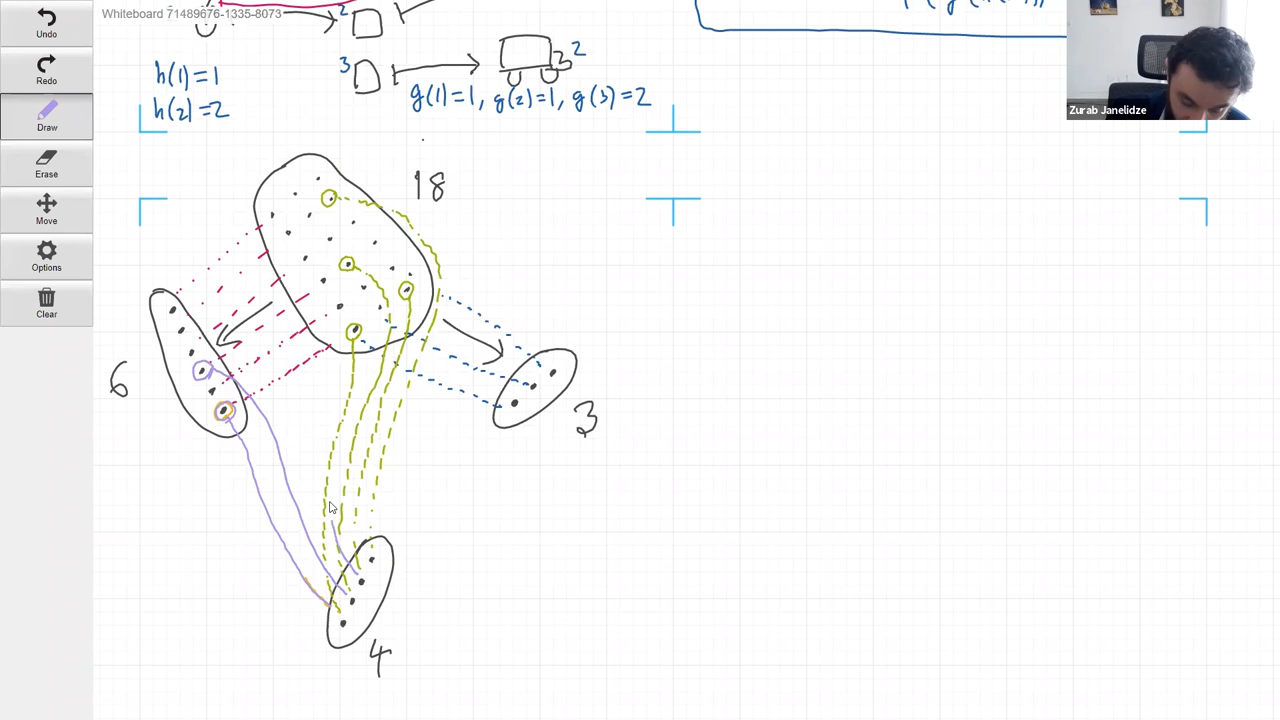 Whiteboard 71489676-1335-8073
Undo
Redo
Draw
Erase
Move
Options
Clear
Zurab Janelidze
2
3
2
h(1)=1
h(2)=2
g(1)=1, g(2)=1, g(3)=2
18
6
3
4